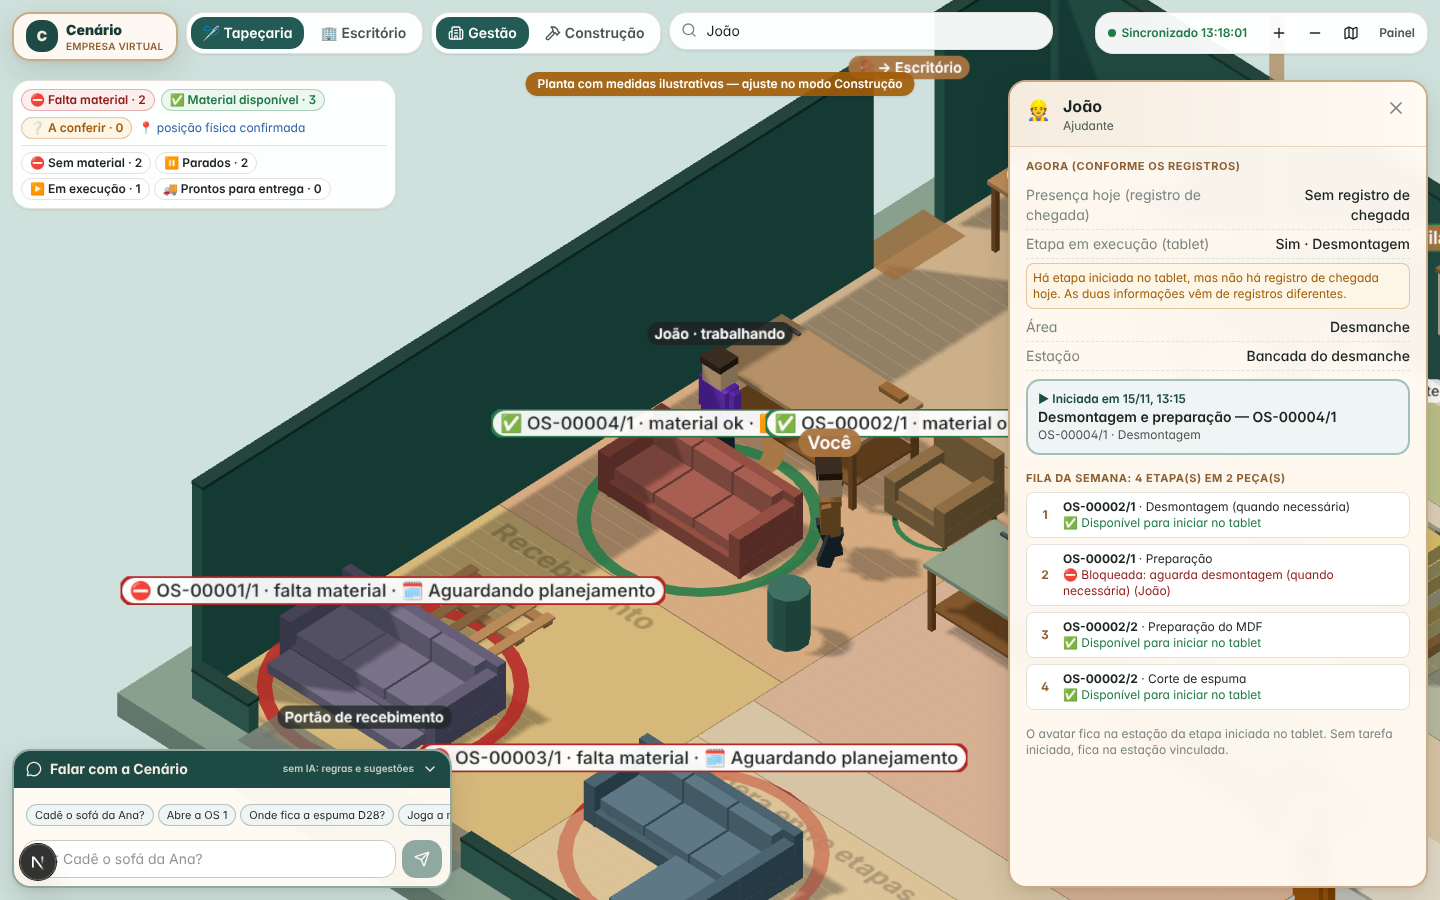 C
Cenário
EMPRESA VIRTUAL
Tapeçaria
Escritório
Gestão
Construção
João
Sincronizado 13:18:01
+
−
Painel
→ Escritório
Planta com medidas ilustrativas — ajuste no modo Construção
⛔ Falta material · 2
✅ Material disponível · 3
❔ A conferir · 0
📍 posição física confirmada
⛔ Sem material · 2
⏸️ Parados · 2
▶️ Em execução · 1
🚚 Prontos para entrega · 0
João · trabalhando
✅ OS-00004/1 · material ok ·
✅ OS-00002/1 · material
Você
Recebimento
⛔ OS-00001/1 · falta material · 🗓️ Aguardando planejamento
Portão de recebimento
OS-00003/1 · falta material · 🗓️ Aguardando planejamento
etapas
Falar com a Cenário
sem IA: regras e sugestões
Cadê o sofá da Ana?
Abre a OS 1
Onde fica a espuma D28?
Joga a
Cadê o sofá da Ana?
N
João
Ajudante
AGORA (CONFORME OS REGISTROS)
Presença hoje (registro de chegada)
Sem registro de chegada
Etapa em execução (tablet)
Sim · Desmontagem
Há etapa iniciada no tablet, mas não há registro de chegada
hoje. As duas informações vêm de registros diferentes.
Área
Desmanche
Estação
Bancada do desmanche
▶ Iniciada em 15/11, 13:15
Desmontagem e preparação — OS-00004/1
OS-00004/1 · Desmontagem
FILA DA SEMANA: 4 ETAPA(S) EM 2 PEÇA(S)
1
OS-00002/1 · Desmontagem (quando necessária)
✅ Disponível para iniciar no tablet
2
OS-00002/1 · Preparação
⛔ Bloqueada: aguarda desmontagem (quando
necessária) (João)
3
OS-00002/2 · Preparação do MDF
✅ Disponível para iniciar no tablet
4
OS-00002/2 · Corte de espuma
✅ Disponível para iniciar no tablet
O avatar fica na estação da etapa iniciada no tablet. Sem tarefa
iniciada, fica na estação vinculada.